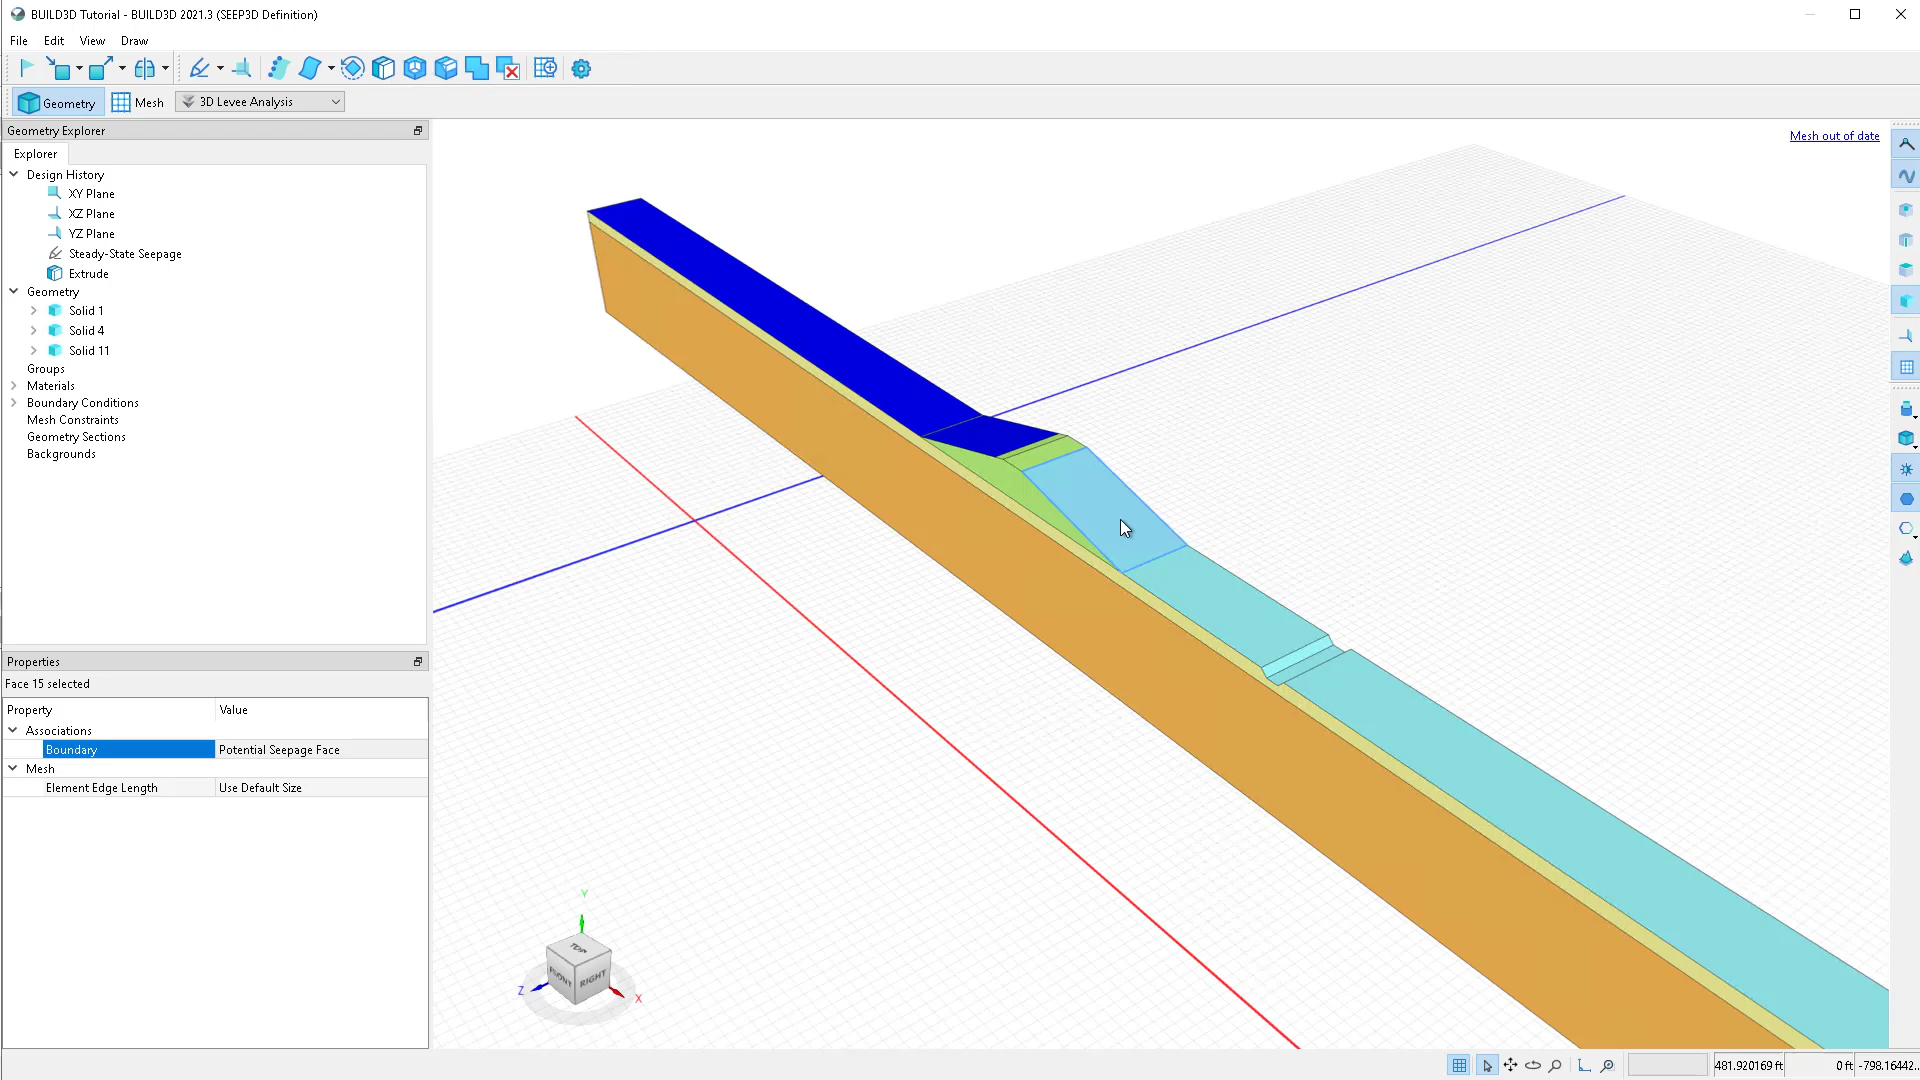 BUILD3D Tutorial - BUILD3D 2021.3 (SEEP3D Definition)
File Edit View Draw
Geometry Mesh 3D Levee Analysis
Geometry Explorer
Mesh out of date
Explorer
Design History
XY Plane
XZ Plane
YZ Plane
Steady-State Seepage
Extrude
Geometry
Solid 1
Solid 4
Solid 11
Groups
Materials
Boundary Conditions
Mesh Constraints
Geometry Sections
Backgrounds
Properties
Face 15 selected
Property Value
Associations
Boundary Potential Seepage Face
Mesh
Element Edge Length Use Default Size
Y
TOP
FRONT RIGHT
Z X
481.920169 ft 0 ft -798.16442...